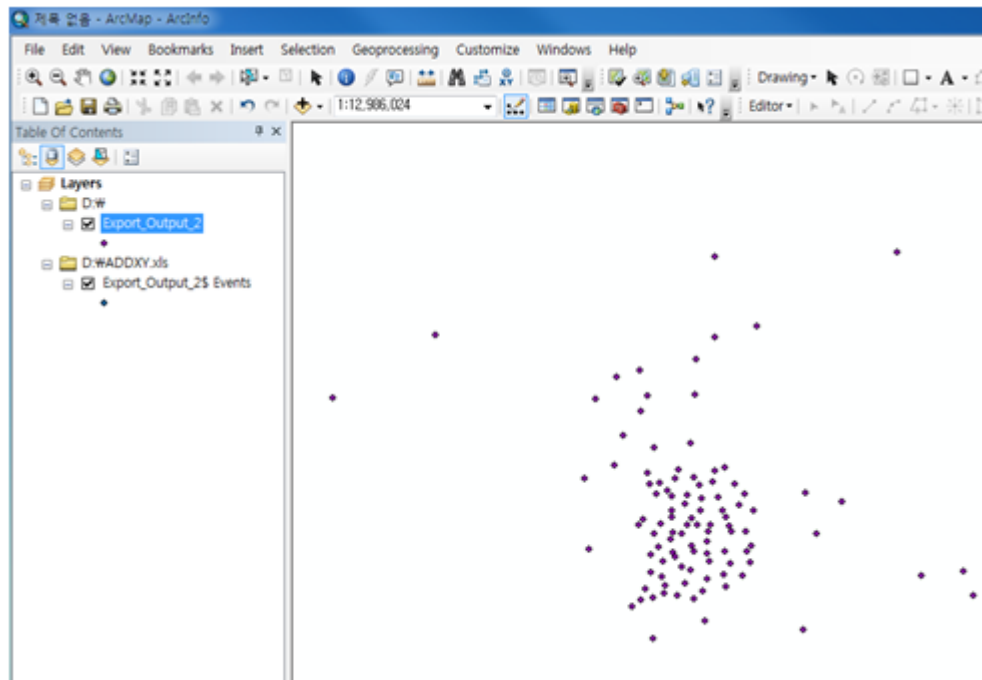 제목 없음 - ArcMap - ArcInfo
File Edit View Bookmarks Insert Selection Geoprocessing Customize Windows Help
Drawing A
1:12,986,024 Editor
Table Of Contents
Layers
D:₩
Export_Output_2
D:₩ADDXY.xls
Export_Output_2$ Events